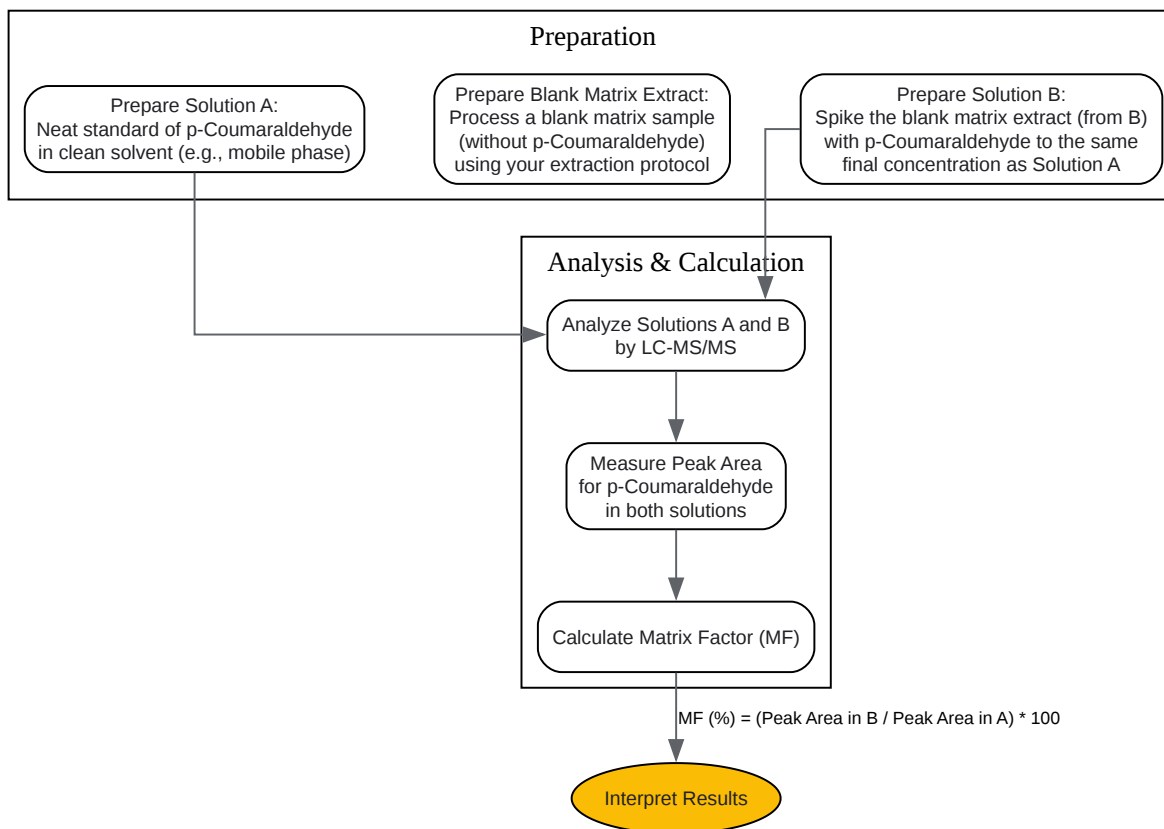 Preparation
Prepare Solution A:
Neat standard of p-Coumaraldehyde
in clean solvent (e.g., mobile phase)
Prepare Blank Matrix Extract:
Process a blank matrix sample
(without p-Coumaraldehyde)
using your extraction protocol
Prepare Solution B:
Spike the blank matrix extract (from B)
with p-Coumaraldehyde to the same
final concentration as Solution A
Analysis & Calculation
Analyze Solutions A and B
by LC-MS/MS
Measure Peak Area
for p-Coumaraldehyde
in both solutions
Calculate Matrix Factor (MF)
MF (%) = (Peak Area in B / Peak Area in A) * 100
Interpret Results